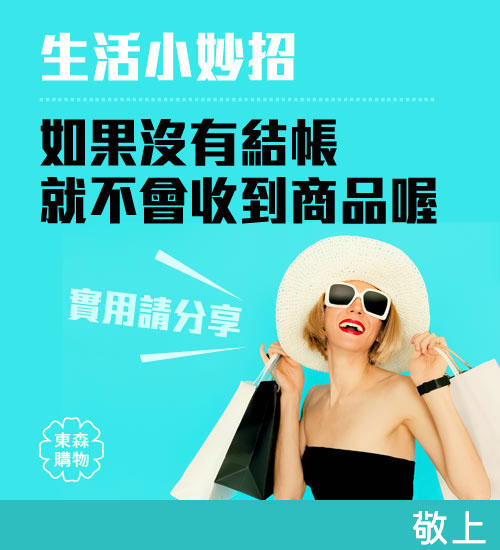 生活小妙招
如果沒有結帳
就不會收到商品喔
實用請分享
東森
購物
敬上